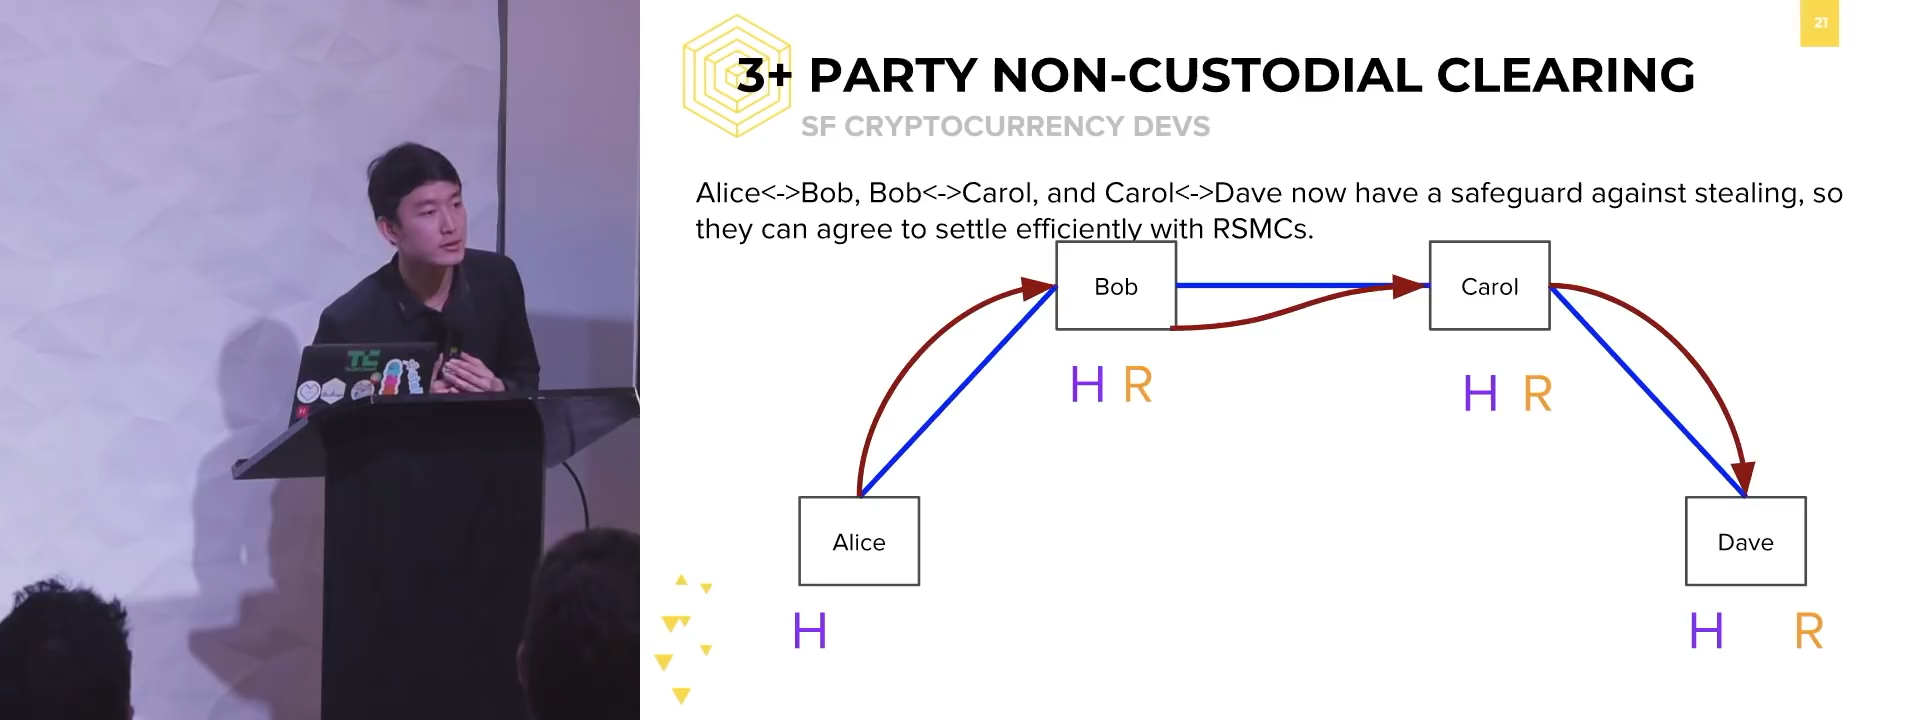 21
3+ PARTY NON-CUSTODIAL CLEARING
SF CRYPTOCURRENCY DEVS
Alice<->Bob, Bob<->Carol, and Carol<->Dave now have a safeguard against stealing, so
they can agree to settle efficiently with RSMCs.
Bob
Carol
H R
H R
Alice
Dave
H
H R
TC
H